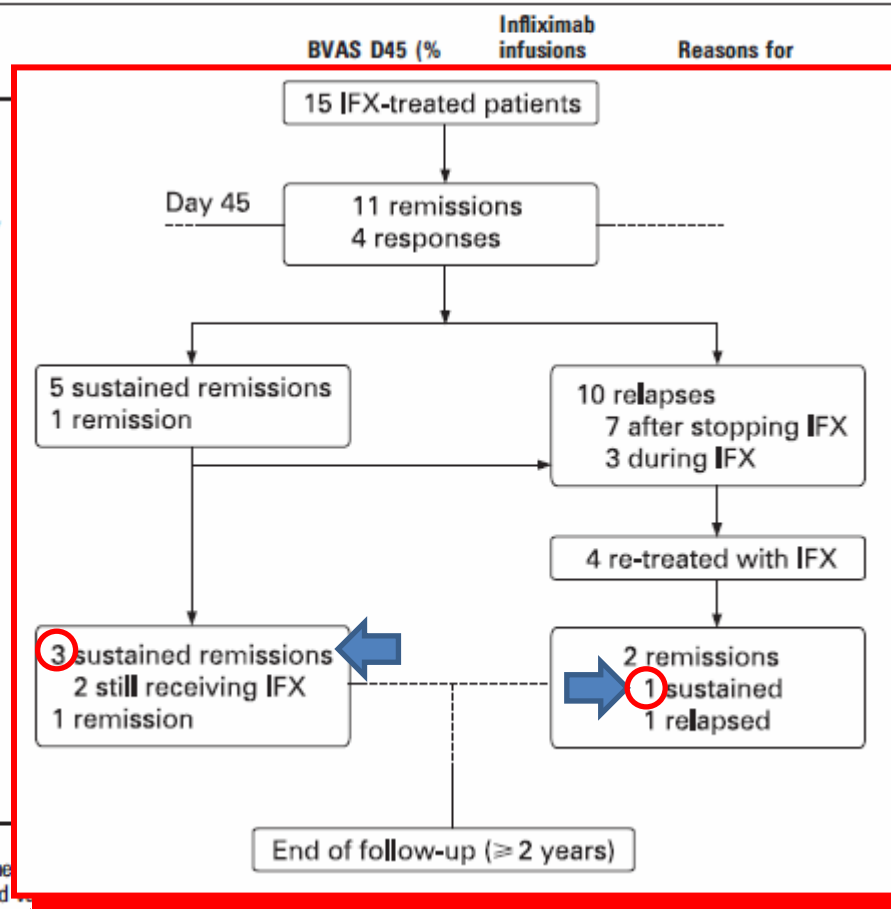 Infliximab
BVAS D45 (% infusions Reasons for
15 IFX-treated patients
Day 45
11 remissions
4 responses
5 sustained remissions
1 remission
10 relapses
7 after stopping IFX
3 during IFX
4 re-treated with IFX
3 sustained remissions
2 still receiving IFX
1 remission
2 remissions
1 sustained
1 relapsed
End of follow-up (⩾ 2 years)